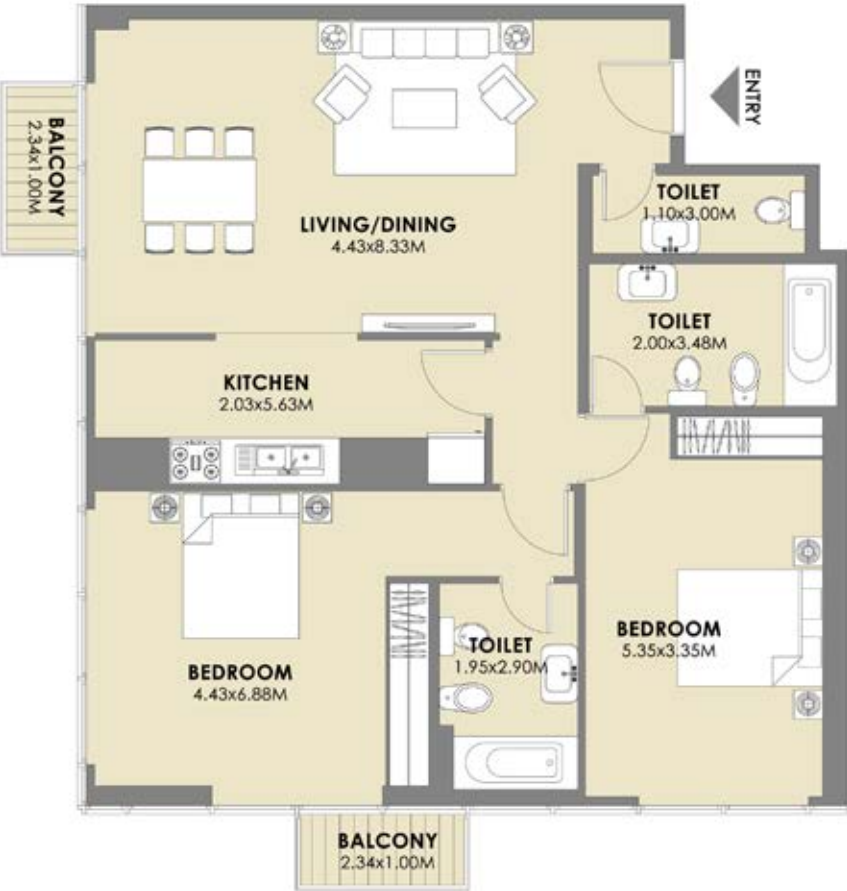 ENTRY
BALCONY
2.34x1.00M
TOILET
1.10x3.00M
LIVING/DINING
4.43x8.33M
TOILET
2.00x3.48M
KITCHEN
2.03x5.63M
BEDROOM
5.35x3.35M
TOILET
1.95x2.90M
BEDROOM
4.43x6.88M
BALCONY
2.34x1.00M